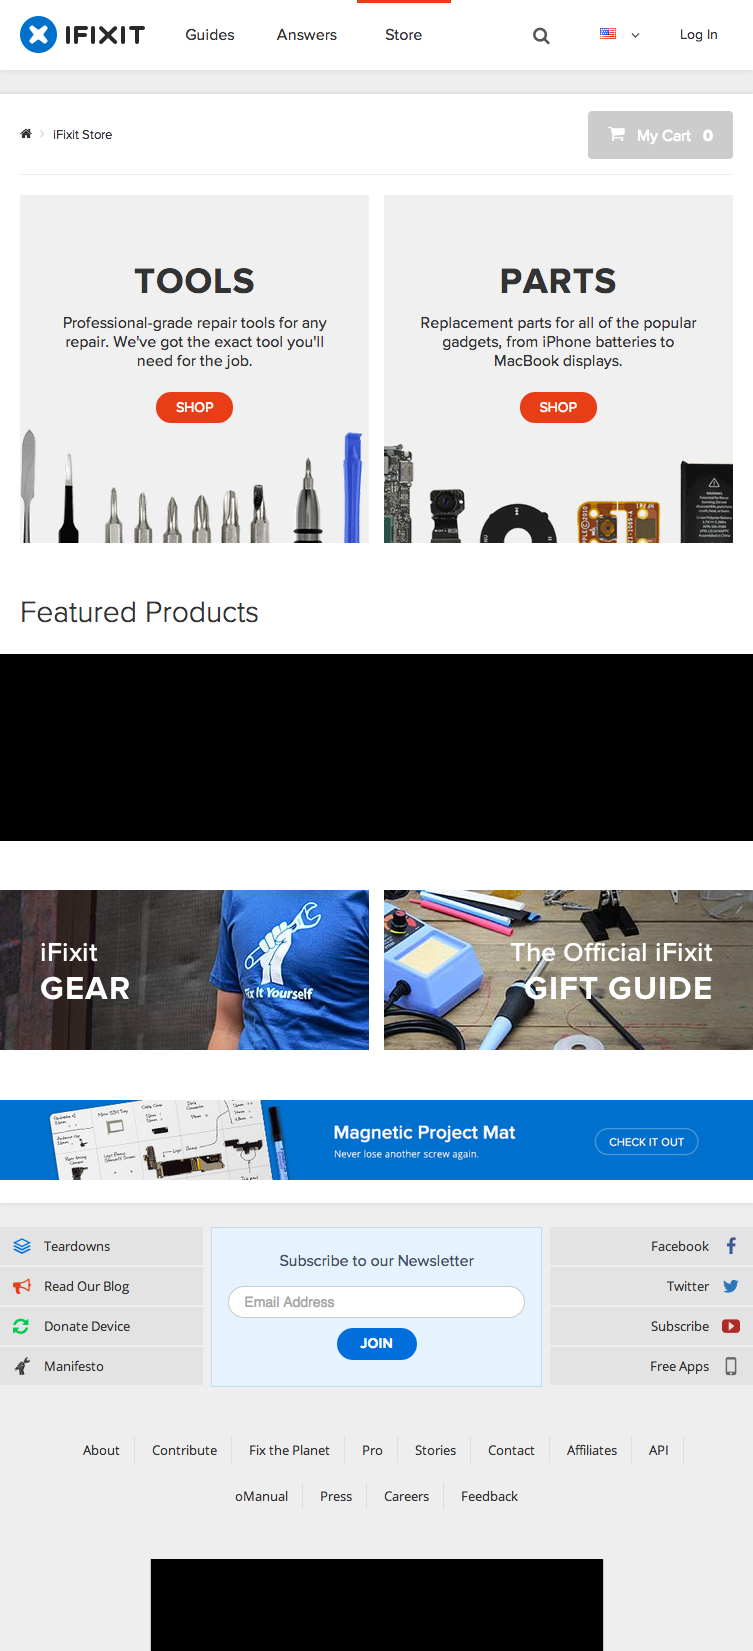 IFIXIT
Guides
Answers
Store
Log In
iFixit Store
My Cart 0
TOOLS
Professional-grade repair tools for any
repair. We've got the exact tool you'll
need for the job.
SHOP
PARTS
Replacement parts for all of the popular
gadgets, from iPhone batteries to
MacBook displays.
SHOP
WARNING
Featured Products
iFixit
GEAR
Fix It Yourself
The Official iFixit
GIFT GUIDE
Magnetic Project Mat
Never lose another screw again.
CHECK IT OUT
Teardowns
Read Our Blog
Donate Device
Manifesto
Subscribe to our Newsletter
Email Address
JOIN
Facebook
Twitter
Subscribe
Free Apps
About
Contribute
Fix the Planet
Pro
Stories
Contact
Affiliates
API
oManual
Press
Careers
Feedback